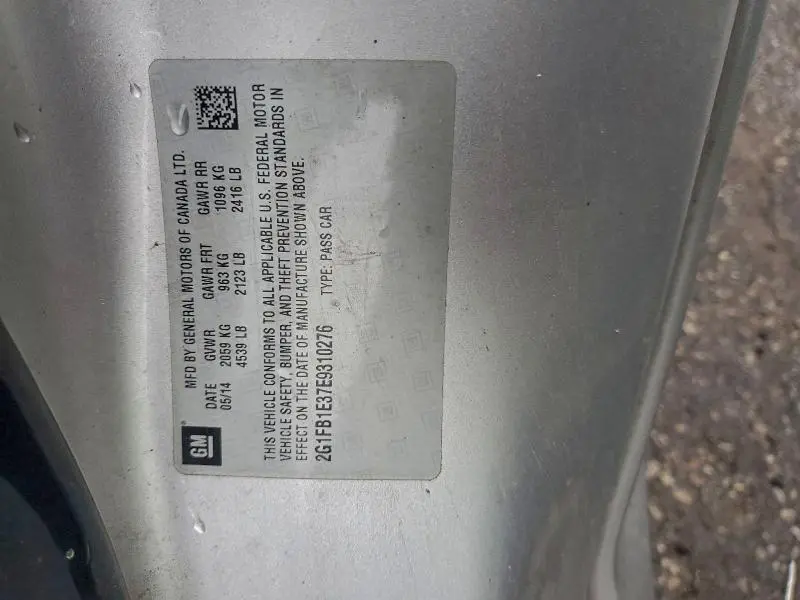 GM
MFD BY GENERAL MOTORS OF CANADA LTD.
DATE GVWR GAWR FRT GAWR RR
05/14 2059 KG 963 KG 1096 KG
4539 LB 2123 LB 2416 LB
THIS VEHICLE CONFORMS TO ALL APPLICABLE U.S. FEDERAL MOTOR
VEHICLE SAFETY, BUMPER, AND THEFT PREVENTION STANDARDS IN
EFFECT ON THE DATE OF MANUFACTURE SHOWN ABOVE.
2G1FB1E37E9310276 TYPE: PASS CAR